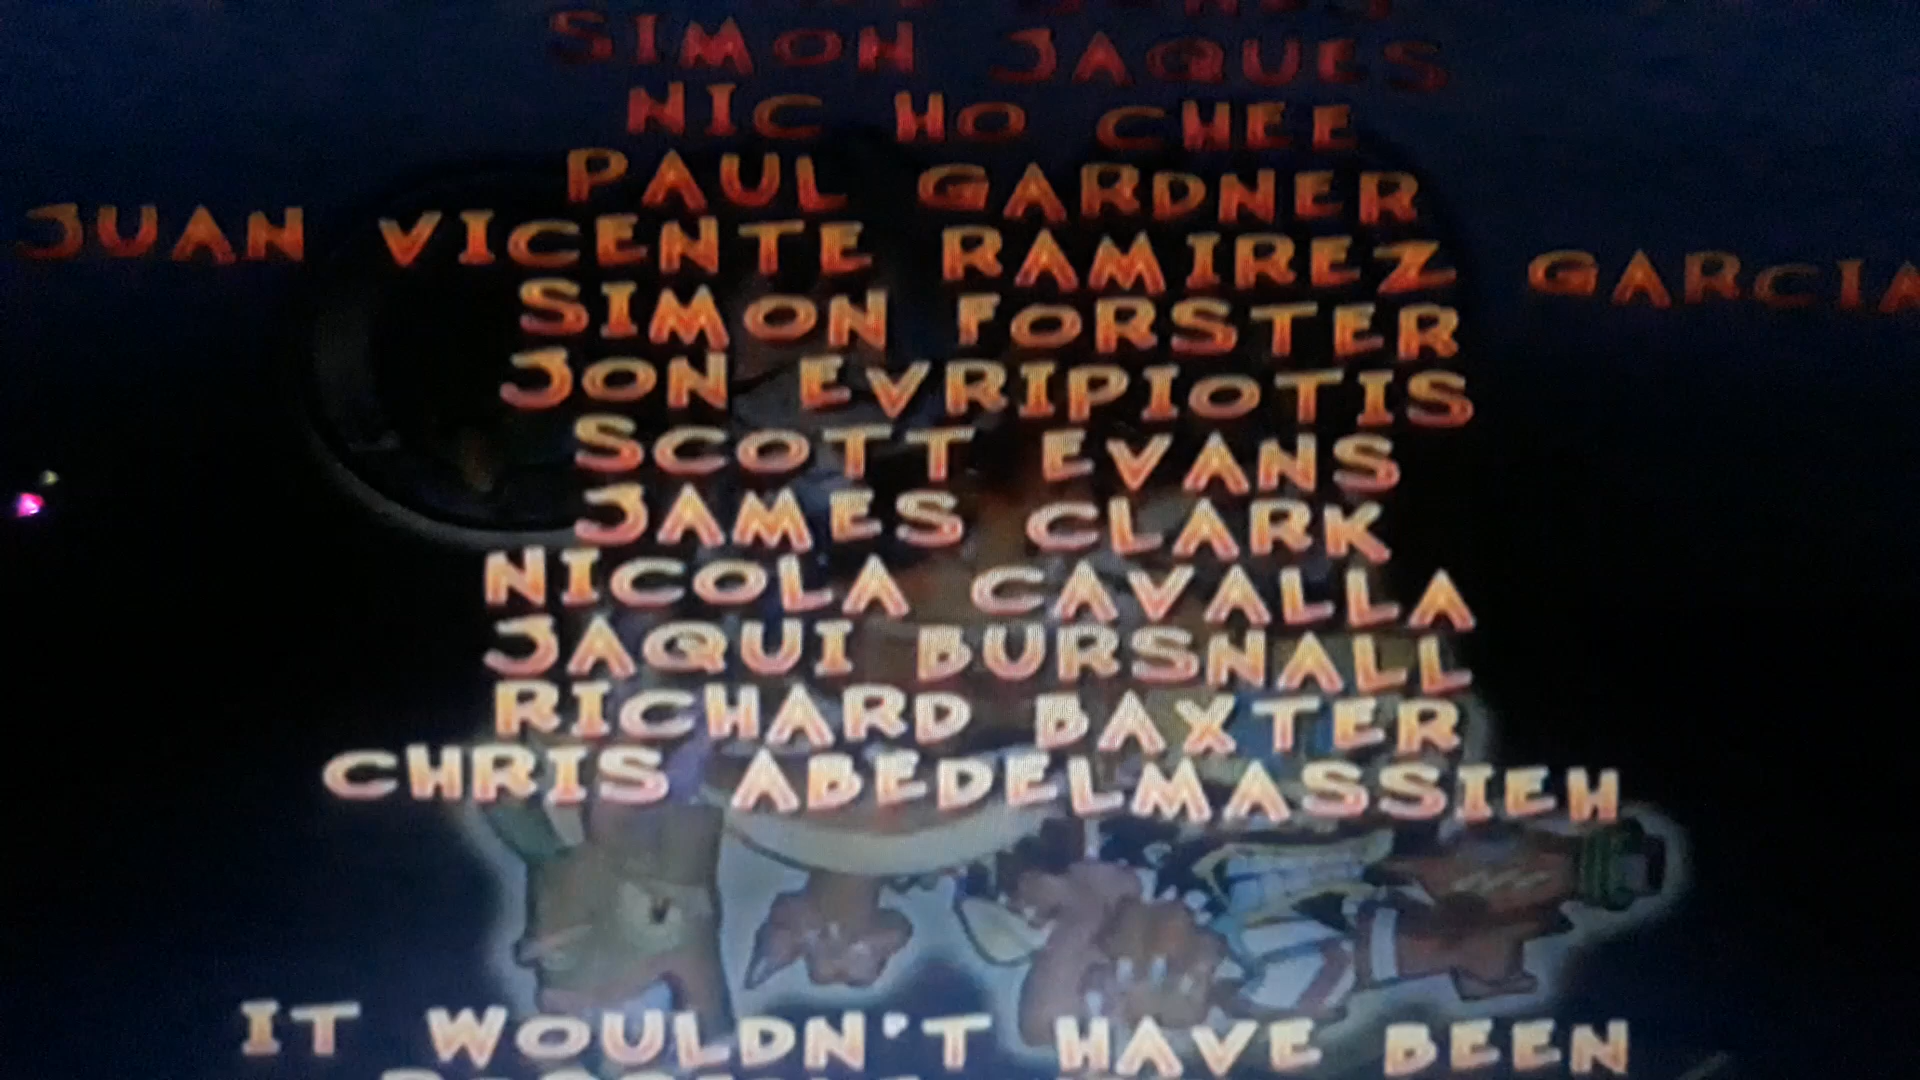 SIMON JAQUES
NIC HO CHEE
PAUL GARDNER
JUAN VICENTE RAMIREZ GARCIA
SIMON FORSTER
JON EVRIPIOTIS
SCOTT EVANS
JAMES CLARK
NICOLA CAVALLA
JAQUI BURSNALL
RICHARD BAXTER
CHRIS ABEDELMASSIEH
IT WOULDN'T HAVE BEEN